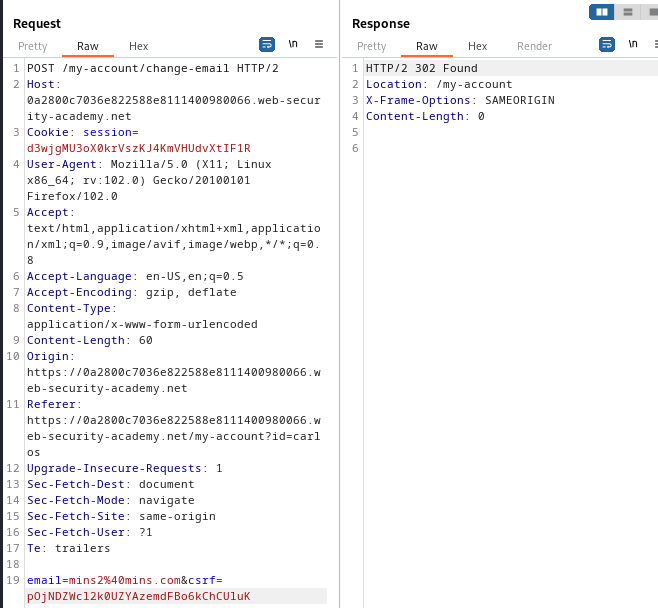 Request
Pretty Raw Hex \n
1 POST /my-account/change-email HTTP/2
2 Host:
0a2800c7036e822588e8111400980066.web-secur
ity-academy.net
3 Cookie: session=
d3wjgMU3oX0krVszKJ4KmVHUdvXtIF1R
4 User-Agent: Mozilla/5.0 (X11; Linux
x86_64; rv:102.0) Gecko/20100101
Firefox/102.0
5 Accept:
text/html,application/xhtml+xml,applicatio
n/xml;q=0.9,image/avif,image/webp,*/*;q=0.
8
6 Accept-Language: en-US,en;q=0.5
7 Accept-Encoding: gzip, deflate
8 Content-Type:
application/x-www-form-urlencoded
9 Content-Length: 60
10 Origin:
https://0a2800c7036e822588e8111400980066.w
eb-security-academy.net
11 Referer:
https://0a2800c7036e822588e8111400980066.w
eb-security-academy.net/my-account?id=carl
os
12 Upgrade-Insecure-Requests: 1
13 Sec-Fetch-Dest: document
14 Sec-Fetch-Mode: navigate
15 Sec-Fetch-Site: same-origin
16 Sec-Fetch-User: ?1
17 Te: trailers
18
19 email=mins2%40mins.com&csrf=
pOjNDZWcl2k0UZYAzemdFBo6kChCUluK
Response
Pretty Raw Hex Render \n
1 HTTP/2 302 Found
2 Location: /my-account
3 X-Frame-Options: SAMEORIGIN
4 Content-Length: 0
5
6